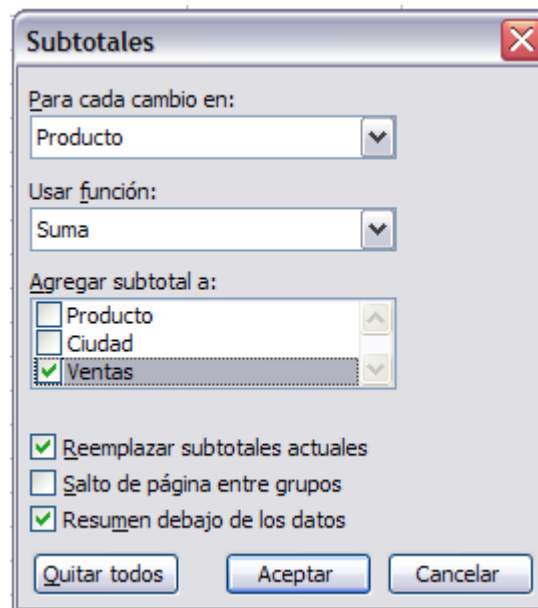 Subtotales
Para cada cambio en:
Producto
Usar función:
Suma
Agregar subtotal a:
Producto
Ciudad
Ventas
Reemplazar subtotales actuales
Salto de página entre grupos
Resumen debajo de los datos
Quitar todos Aceptar Cancelar